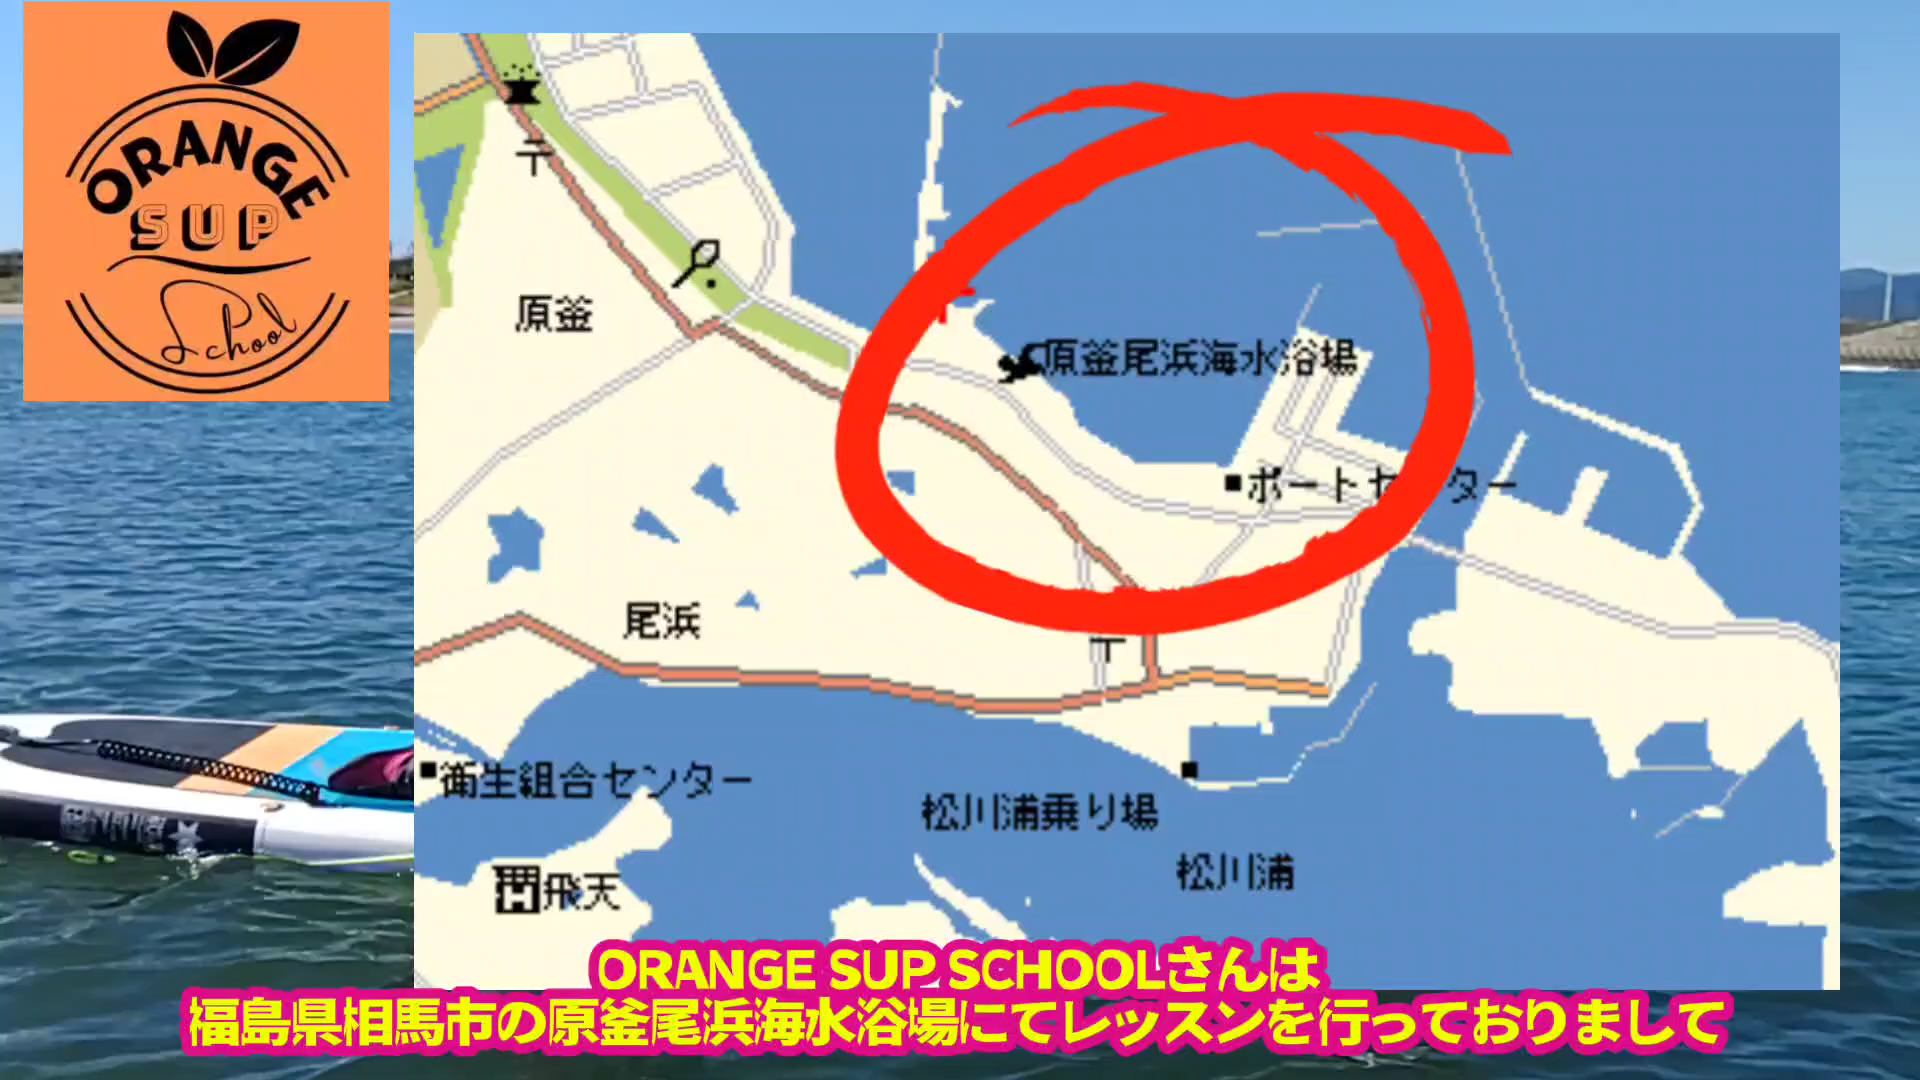 ORANGE
SUP
School
原釜
原釜尾浜海水浴場
ポートセンター
尾浜
衛生組合センター
松川浦乗り場
松川浦
飛天
ORANGE SUP SCHOOLさんは
福島県相馬市の原釜尾浜海水浴場にてレッスンを行っておりまして